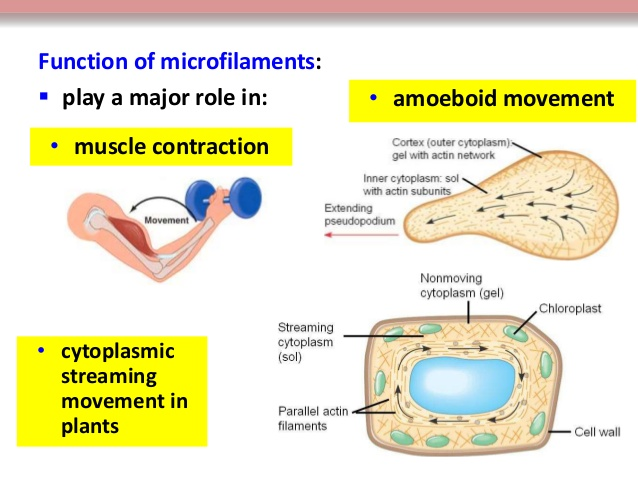 Function of microfilaments:
▪ play a major role in:
• muscle contraction
Movement
• amoeboid movement
Cortex (outer cytoplasm):
gel with actin network
Inner cytoplasm: sol
with actin subunits
Extending
pseudopodium
• cytoplasmic
streaming
movement in
plants
Nonmoving
cytoplasm (gel)
Chloroplast
Streaming
cytoplasm
(sol)
Parallel actin
filaments
Cell wall